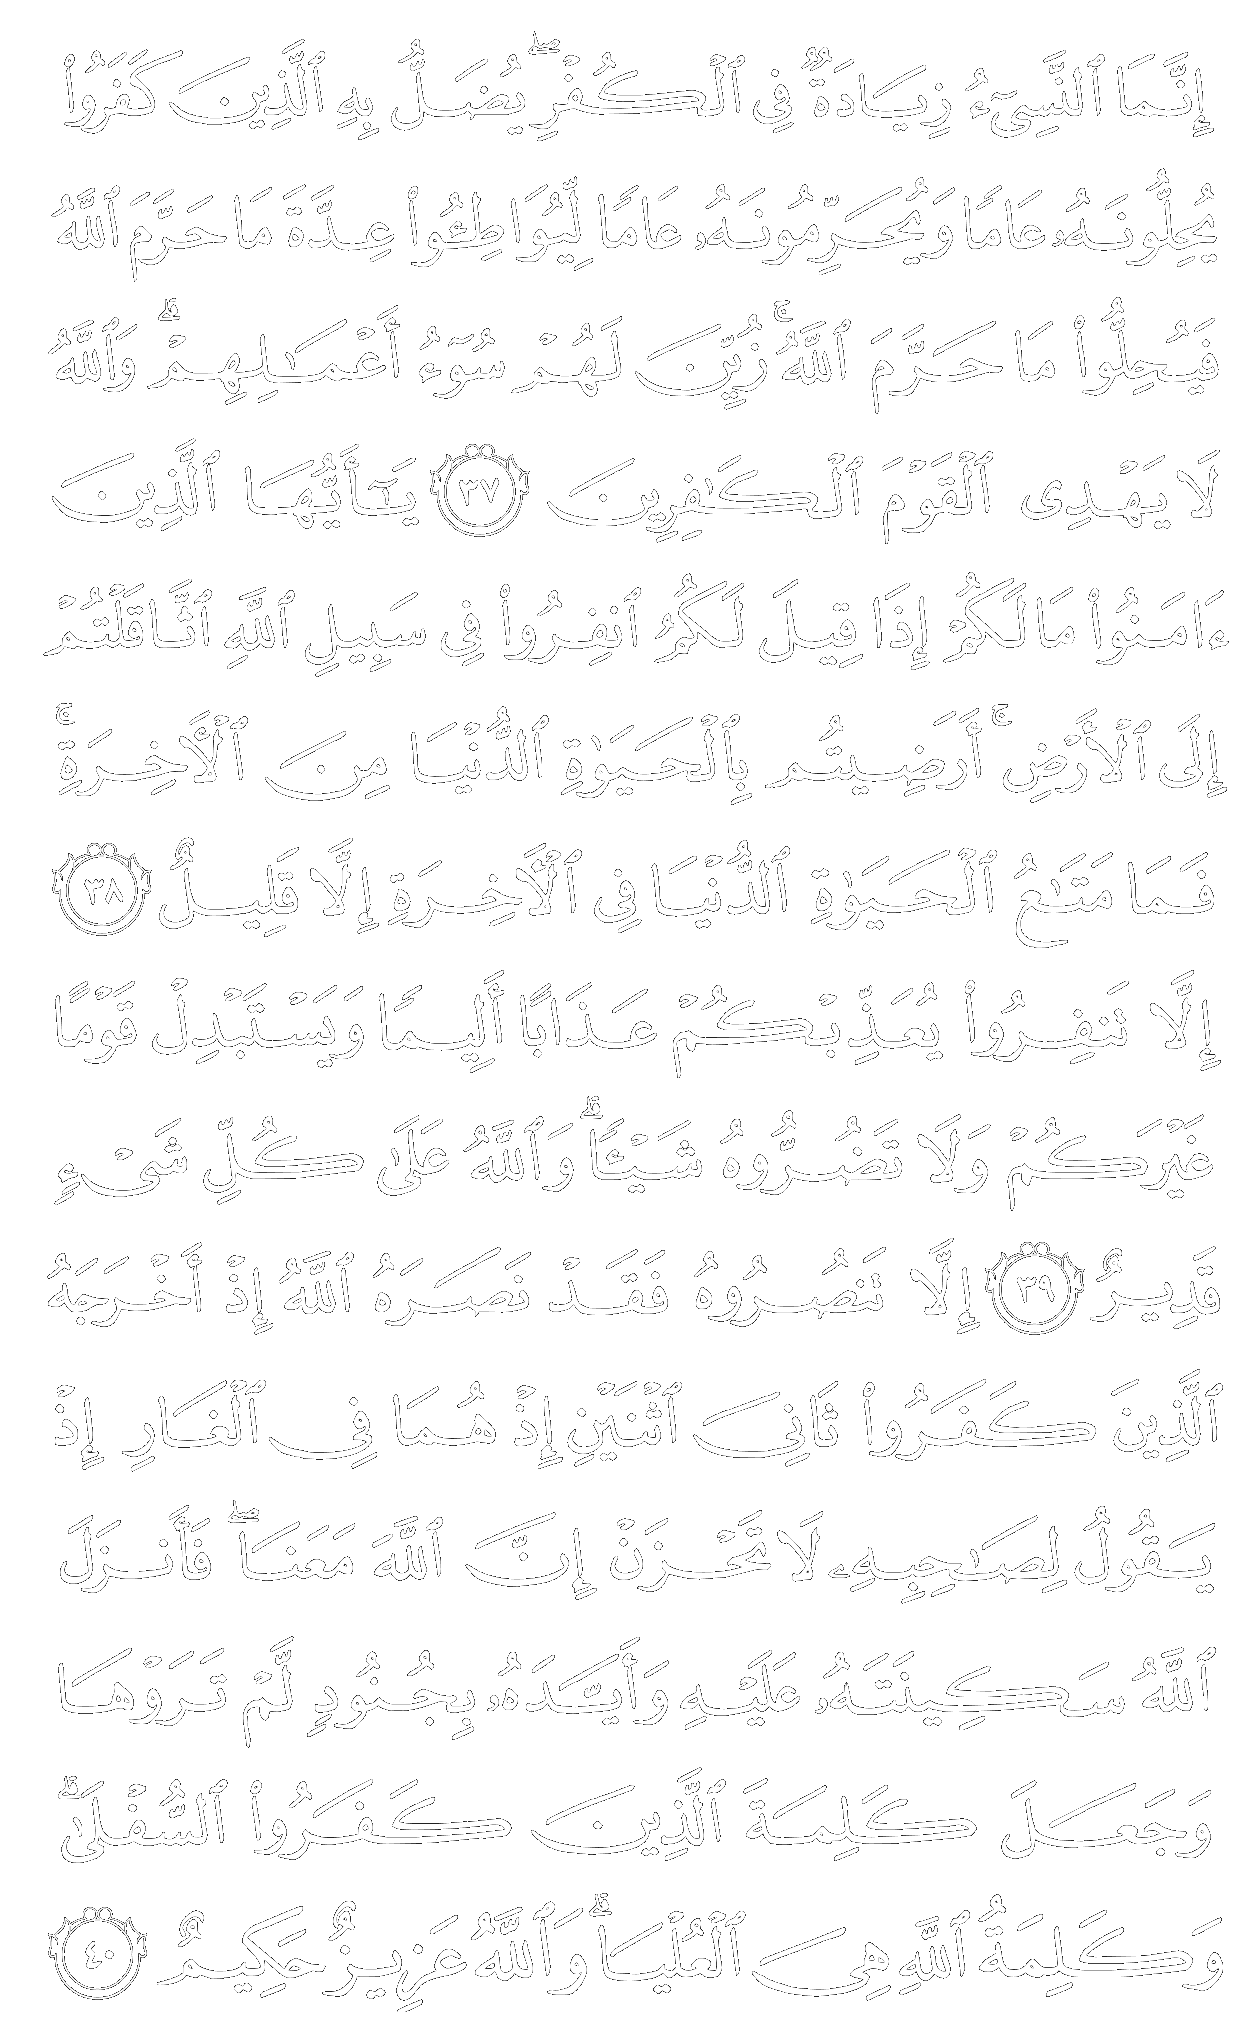 إِنَّمَا ٱلنَّسِىٓءُ زِيَادَةٌ فِى ٱلْكُفْرِ ۖ يُضَلُّ بِهِ ٱلَّذِينَ كَفَرُوا۟
يُحِلُّونَهُۥ عَامًا وَيُحَرِّمُونَهُۥ عَامًا لِّيُوَاطِـُٔوا۟ عِدَّةَ مَا حَرَّمَ ٱللَّهُ
فَيُحِلُّوا۟ مَا حَرَّمَ ٱللَّهُ ۚ زُيِّنَ لَهُمْ سُوٓءُ أَعْمَـٰلِهِمْ ۗ وَٱللَّهُ
لَا يَهْدِى ٱلْقَوْمَ ٱلْكَـٰفِرِينَ ٣٧ يَـٰٓأَيُّهَا ٱلَّذِينَ
ءَامَنُوا۟ مَا لَكُمْ إِذَا قِيلَ لَكُمُ ٱنفِرُوا۟ فِى سَبِيلِ ٱللَّهِ ٱثَّاقَلْتُمْ
إِلَى ٱلْأَرْضِ ۚ أَرَضِيتُم بِٱلْحَيَوٰةِ ٱلدُّنْيَا مِنَ ٱلْـَٔاخِرَةِ ۚ
فَمَا مَتَـٰعُ ٱلْحَيَوٰةِ ٱلدُّنْيَا فِى ٱلْـَٔاخِرَةِ إِلَّا قَلِيلٌ ٣٨
إِلَّا تَنفِرُوا۟ يُعَذِّبْكُمْ عَذَابًا أَلِيمًا وَيَسْتَبْدِلْ قَوْمًا
غَيْرَكُمْ وَلَا تَضُرُّوهُ شَيْـًٔا ۗ وَٱللَّهُ عَلَىٰ كُلِّ شَىْءٍ
قَدِيرٌ ٣٩ إِلَّا تَنصُرُوهُ فَقَدْ نَصَرَهُ ٱللَّهُ إِذْ أَخْرَجَهُ
ٱلَّذِينَ كَفَرُوا۟ ثَانِىَ ٱثْنَيْنِ إِذْ هُمَا فِى ٱلْغَارِ إِذْ
يَقُولُ لِصَـٰحِبِهِۦ لَا تَحْزَنْ إِنَّ ٱللَّهَ مَعَنَا ۖ فَأَنزَلَ
ٱللَّهُ سَكِينَتَهُۥ عَلَيْهِ وَأَيَّدَهُۥ بِجُنُودٍ لَّمْ تَرَوْهَا
وَجَعَلَ كَلِمَةَ ٱلَّذِينَ كَفَرُوا۟ ٱلسُّفْلَىٰ ۗ
وَكَلِمَةُ ٱللَّهِ هِىَ ٱلْعُلْيَا ۗ وَٱللَّهُ عَزِيزٌ حَكِيمٌ ٤٠